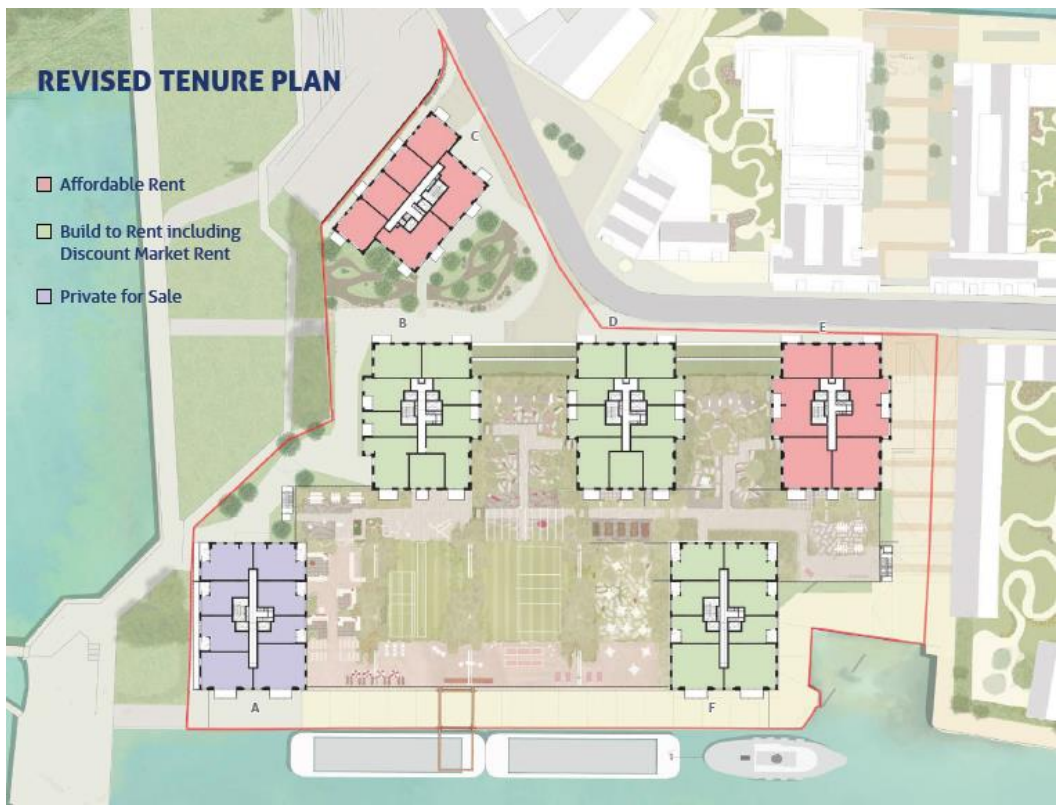 REVISED TENURE PLAN
Affordable Rent
Build to Rent including
Discount Market Rent
Private for Sale
C
B
D
E
A
F